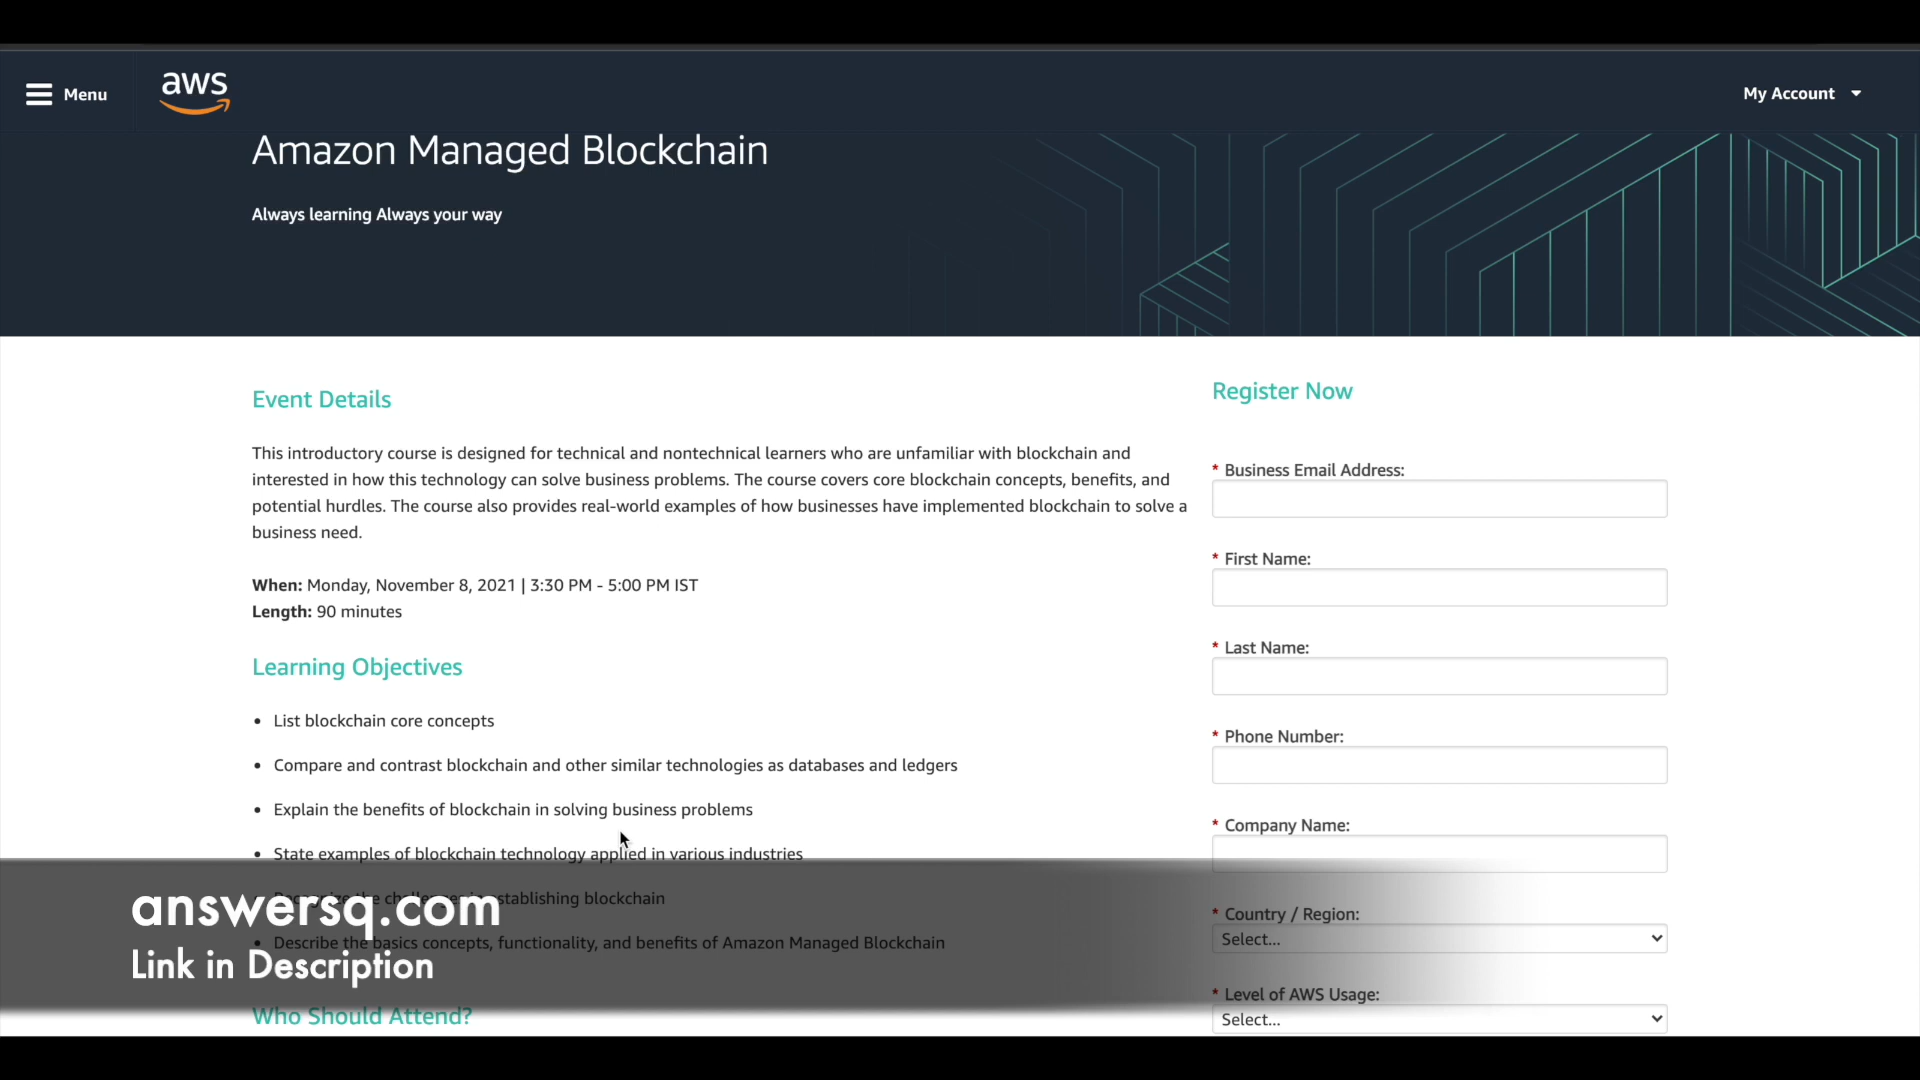 Menu
aws
My Account
Amazon Managed Blockchain
Always learning Always your way
Event Details
This introductory course is designed for technical and nontechnical learners who are unfamiliar with blockchain and
interested in how this technology can solve business problems. The course covers core blockchain concepts, benefits, and
potential hurdles. The course also provides real-world examples of how businesses have implemented blockchain to solve a
business need.
When: Monday, November 8, 2021 | 3:30 PM - 5:00 PM IST
Length: 90 minutes
Learning Objectives
• List blockchain core concepts
• Compare and contrast blockchain and other similar technologies as databases and ledgers
• Explain the benefits of blockchain in solving business problems
• State examples of blockchain technology applied in various industries
• Recognize the challenges in establishing blockchain
• Describe the basics concepts, functionality, and benefits of Amazon Managed Blockchain
Who Should Attend?
Register Now
* Business Email Address:
* First Name:
* Last Name:
* Phone Number:
* Company Name:
* Country / Region:
Select...
* Level of AWS Usage:
Select...
answersq.com
Link in Description